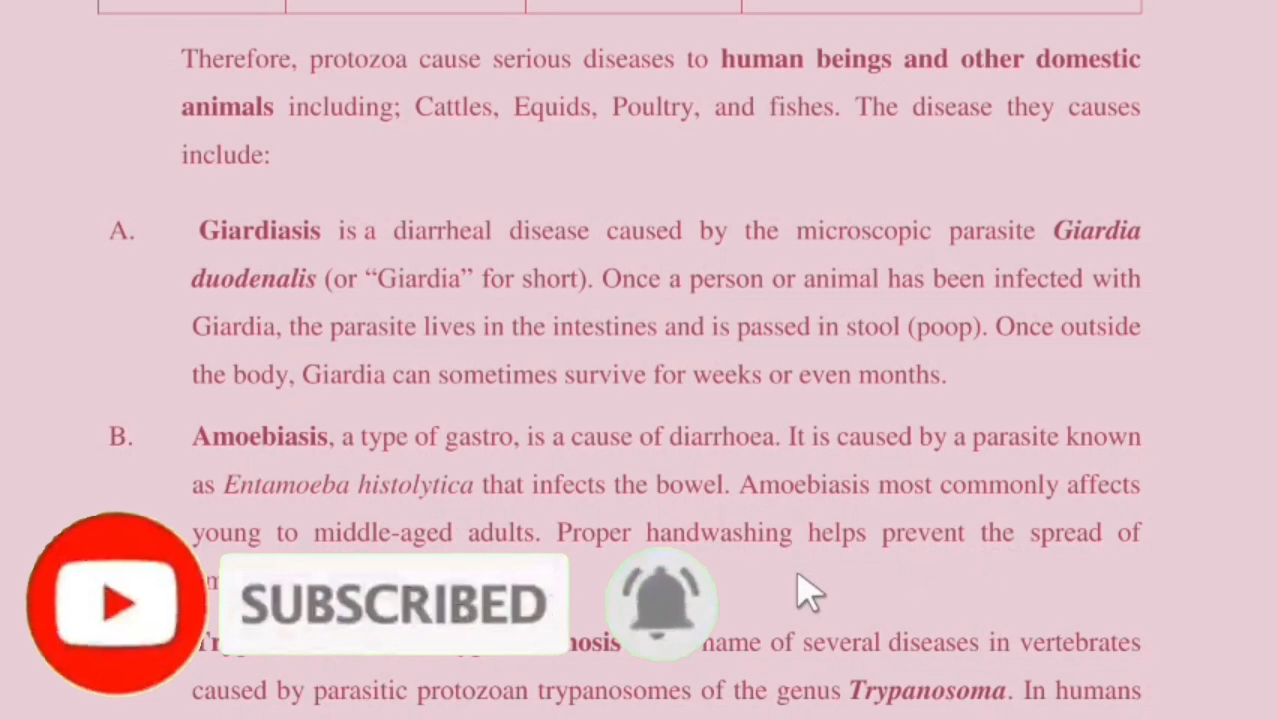 Therefore, protozoa cause serious diseases to human beings and other domestic
animals including; Cattles, Equids, Poultry, and fishes. The disease they causes
include:
A. Giardiasis is a diarrheal disease caused by the microscopic parasite Giardia
duodenalis (or “Giardia” for short). Once a person or animal has been infected with
Giardia, the parasite lives in the intestines and is passed in stool (poop). Once outside
the body, Giardia can sometimes survive for weeks or even months.
B. Amoebiasis, a type of gastro, is a cause of diarrhoea. It is caused by a parasite known
as Entamoeba histolytica that infects the bowel. Amoebiasis most commonly affects
young to middle-aged adults. Proper handwashing helps prevent the spread of
SUBSCRIBED
name of several diseases in vertebrates
caused by parasitic protozoan trypanosomes of the genus Trypanosoma. In humans